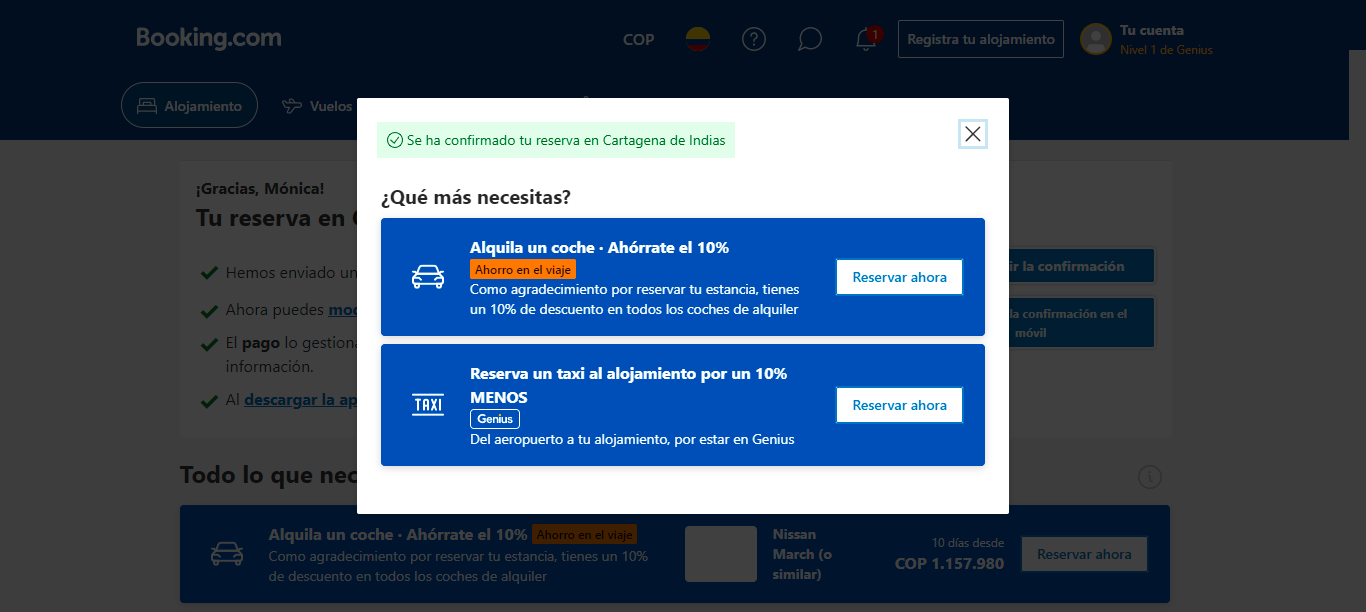 Booking.com
COP
1
Registra tu alojamiento
Tu cuenta
Nivel 1 de Genius
Alojamiento
Vuelos
Se ha confirmado tu reserva en Cartagena de Indias
¿Qué más necesitas?
Alquila un coche · Ahórrate el 10%
Ahorro en el viaje
Como agradecimiento por reservar tu estancia, tienes
un 10% de descuento en todos los coches de alquiler
Reservar ahora
Reserva un taxi al alojamiento por un 10%
MENOS
TAXI
Genius
Del aeropuerto a tu alojamiento, por estar en Genius
Reservar ahora
¡Gracias, Mónica!
Tu reserva en
Hemos enviado un
Ahora puedes
El pago lo gestiona
información.
Al descargar la
la confirmación
la confirmación en el
móvil
Todo lo que
Alquila un coche · Ahórrate el 10% Ahorro en el viaje
Como agradecimiento por reservar tu estancia, tienes un 10%
de descuento en todos los coches de alquiler
Nissan
March (o
similar)
10 días desde
COP 1.157.980
Reservar ahora